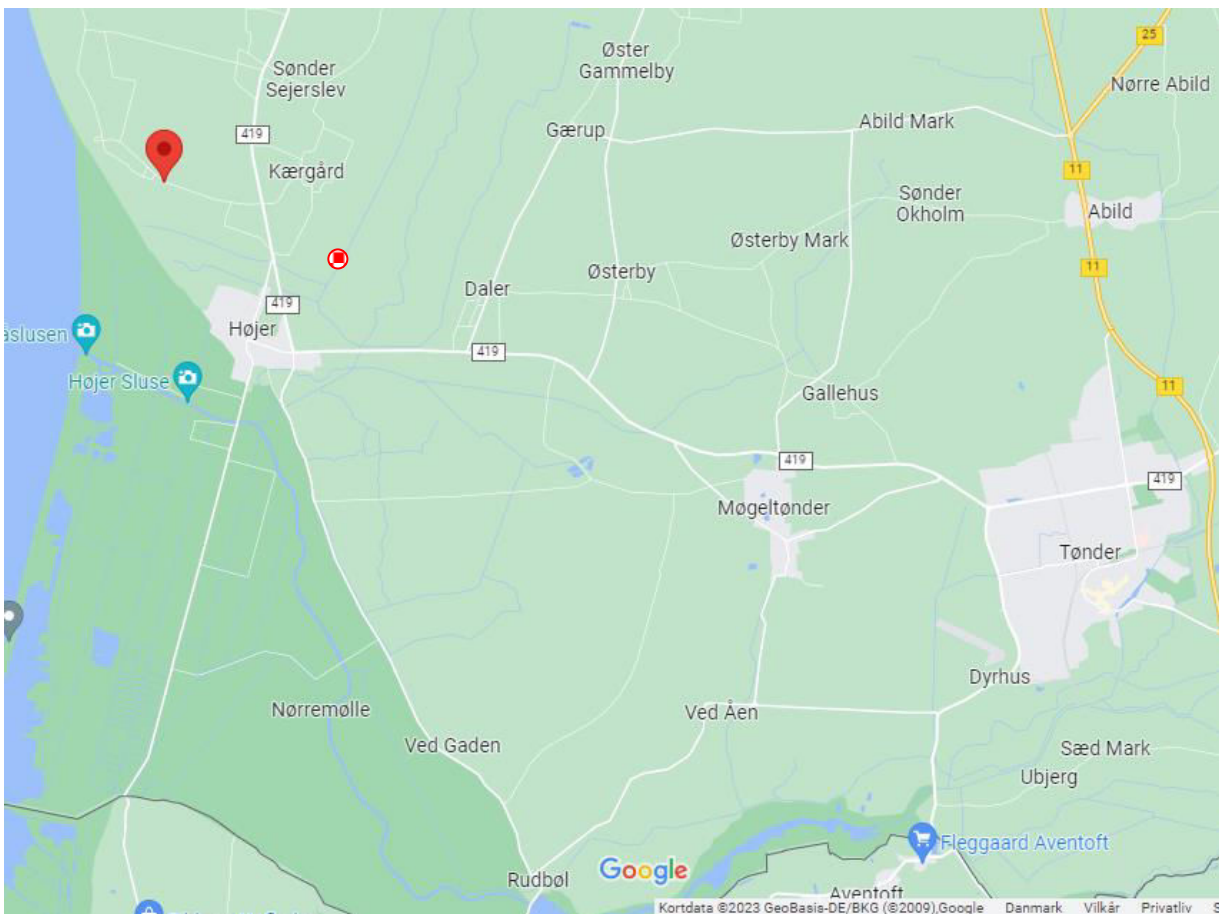 25
Øster
Gammelby
Sønder
Sejerslev
Nørre Abild
419
Gærup
Abild Mark
Kærgård
11
Sønder
Okholm
Abild
Østerby Mark
Østerby
11
Daler
419
Højer
åslusen
419
Højer Sluse
11
Gallehus
419
419
Møgeltønder
Tønder
Dyrhus
Nørremølle
Ved Åen
Ved Gaden
Sæd Mark
Ubjerg
Fleggaard Aventoft
Google
Rudbøl
Aventoft
Kortdata ©2023 GeoBasis-DE/BKG (©2009),Google Danmark Vilkår Privatliv S